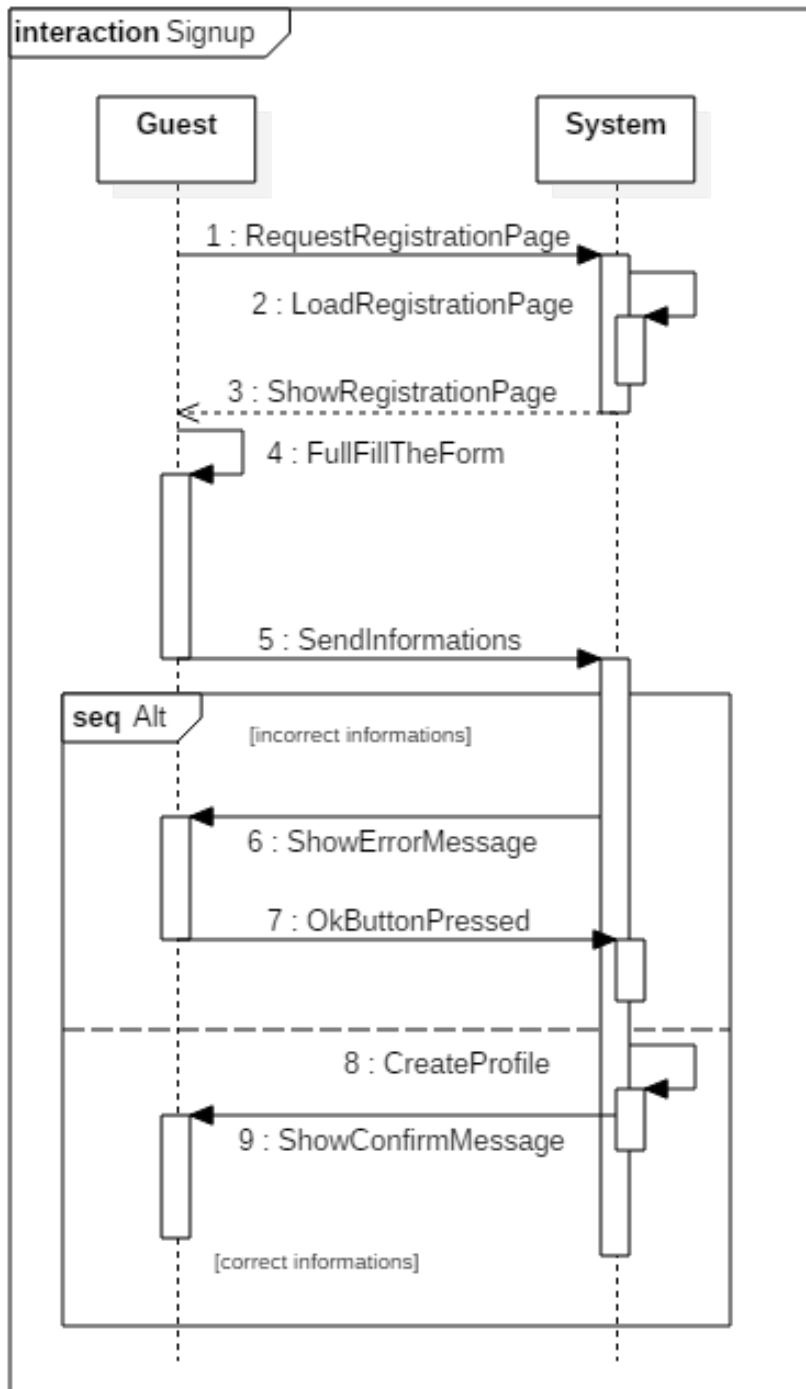 interaction Signup
Guest
System
1 : RequestRegistrationPage
2 : LoadRegistrationPage
3 : ShowRegistrationPage
4 : FullFillTheForm
5 : SendInformations
seq Alt
[incorrect informations]
6 : ShowErrorMessage
7 : OkButtonPressed
8 : CreateProfile
9 : ShowConfirmMessage
[correct informations]